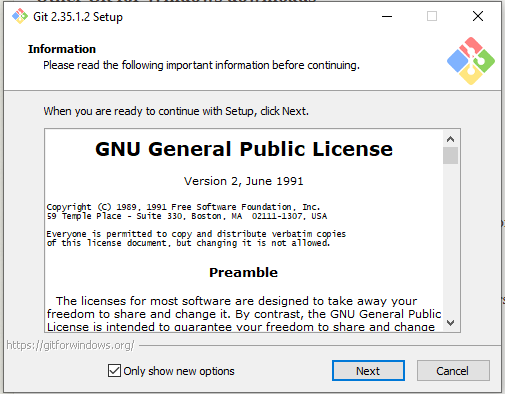 Git 2.35.1.2 Setup
Information
Please read the following important information before continuing.
When you are ready to continue with Setup, click Next.
GNU General Public License
Version 2, June 1991
Copyright (C) 1989, 1991 Free Software Foundation, Inc.
59 Temple Place - Suite 330, Boston, MA  02111-1307, USA
Everyone is permitted to copy and distribute verbatim copies
of this license document, but changing it is not allowed.
Preamble
The licenses for most software are designed to take away your
freedom to share and change it. By contrast, the GNU General Public
License is intended to guarantee your freedom to share and change
https://gitforwindows.org/
Only show new options
Next
Cancel